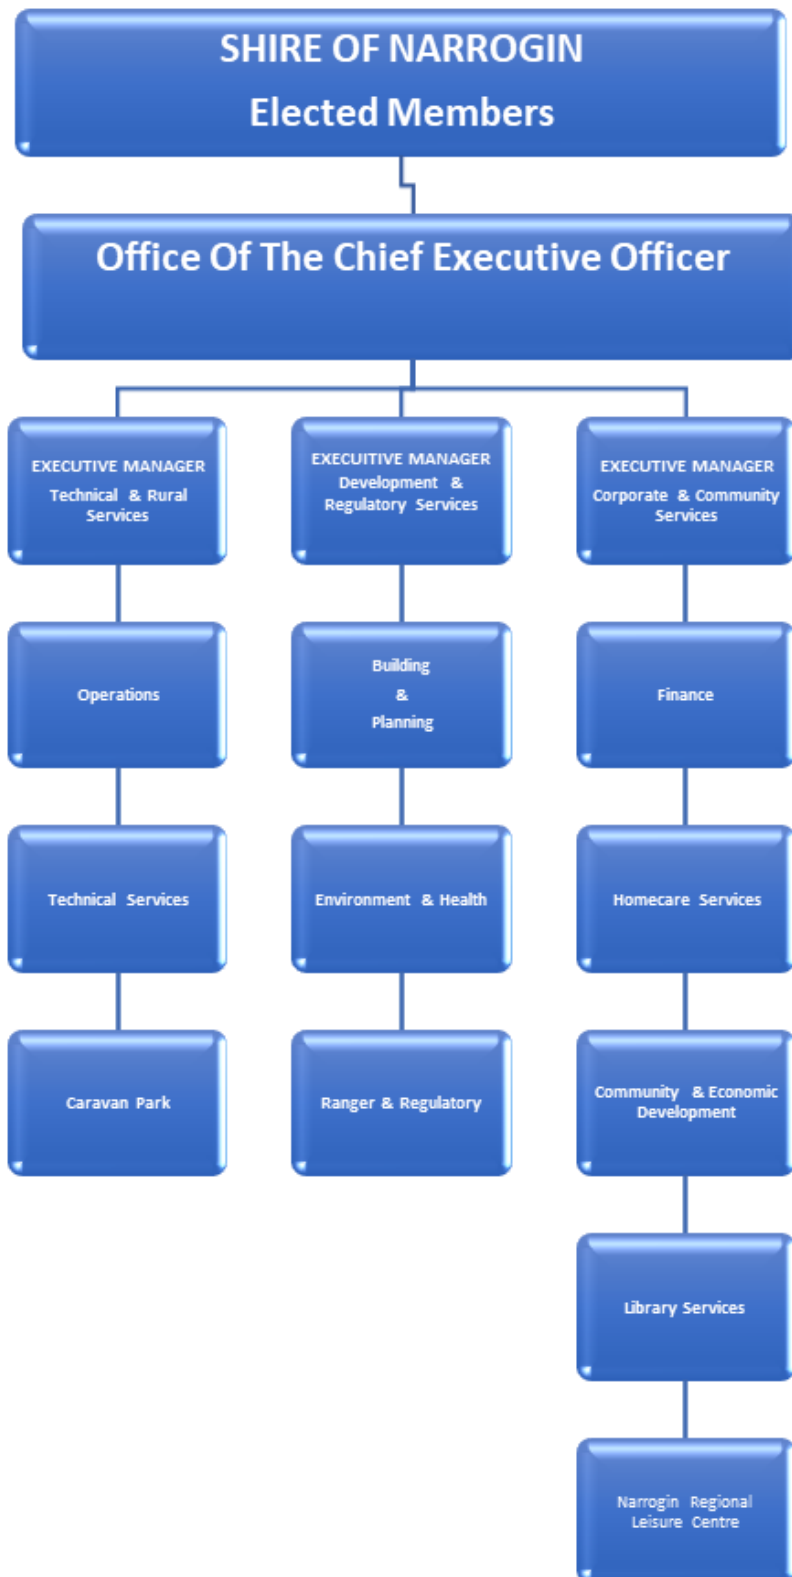 SHIRE OF NARROGIN
Elected Members
Office Of The Chief Executive Officer
EXECUTIVE MANAGER
Technical & Rural
Services
EXECUITIVE MANAGER
Development &
Regulatory Services
EXECUTIVE MANAGER
Corporate & Community
Services
Operations
Building
&
Planning
Finance
Technical Services
Environment & Health
Homecare Services
Caravan Park
Ranger & Regulatory
Community & Economic
Development
Library Services
Narrogin Regional
Leisure Centre